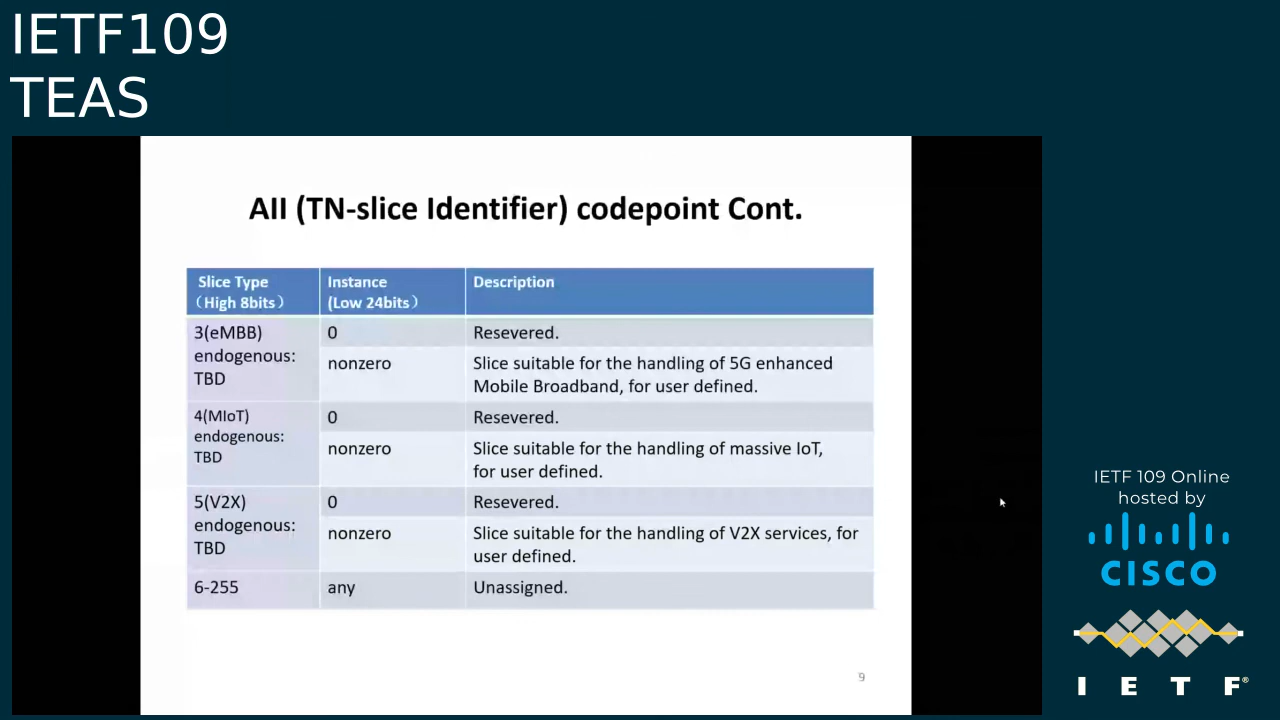 IETF109
TEAS
AII (TN-slice Identifier) codepoint Cont.
Slice Type
（High 8bits）
Instance
(Low 24bits）
Description
3(eMBB)
endogenous:
TBD
0
Resevered.
nonzero
Slice suitable for the handling of 5G enhanced
Mobile Broadband, for user defined.
4(MIoT)
endogenous:
TBD
0
Resevered.
nonzero
Slice suitable for the handling of massive IoT,
for user defined.
5(V2X)
endogenous:
TBD
0
Resevered.
nonzero
Slice suitable for the handling of V2X services, for
user defined.
6-255
any
Unassigned.
9
IETF 109 Online
hosted by
CISCO
I E T F®